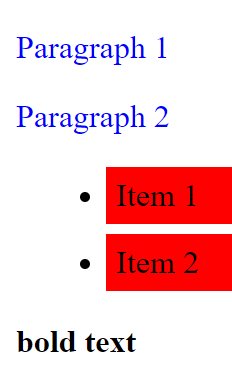 Paragraph 1
Paragraph 2
• Item 1
• Item 2
bold text